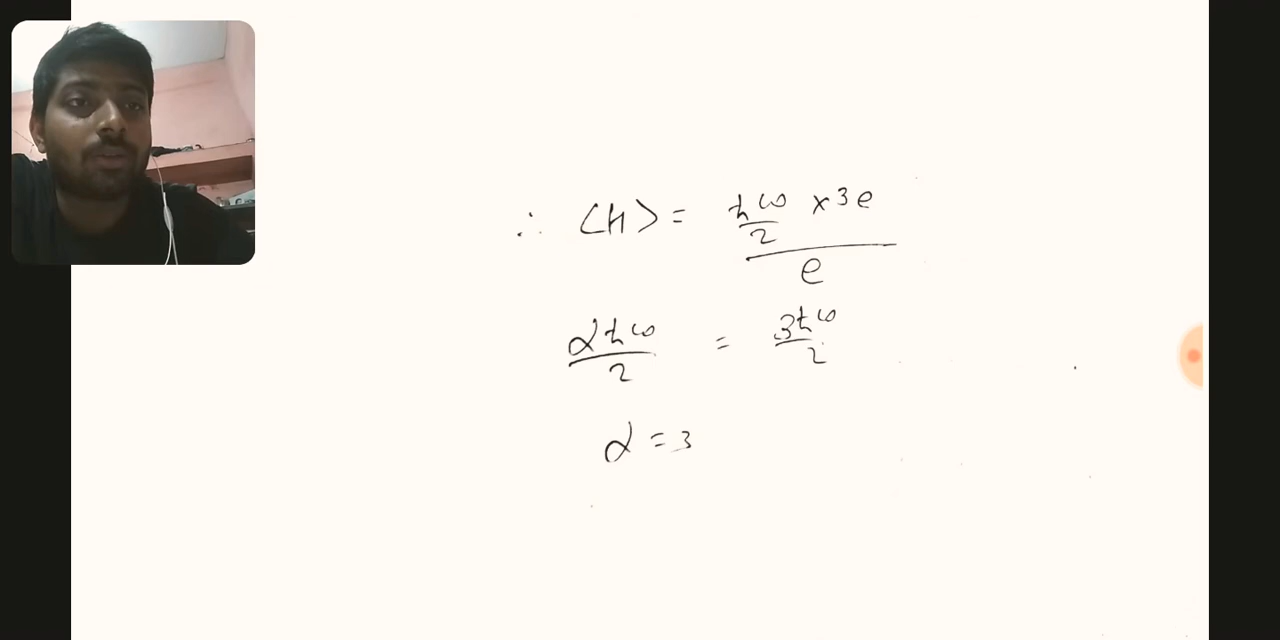 ∴ ⟨H⟩ = (ħω/2 × 3e)/e
αħω/2 = 3ħω/2
α = 3